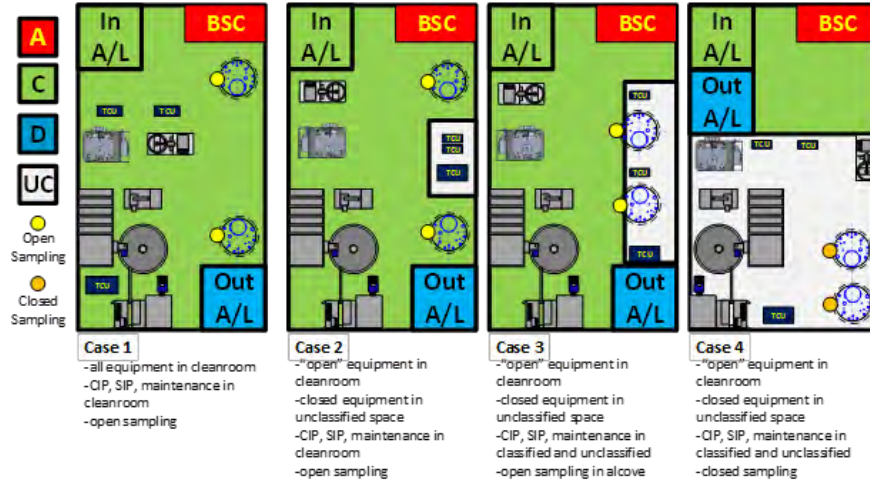 A
C
D
UC
Open
Sampling
Closed
Sampling
In
A/L
BSC
TCU
TCU
TCU
Out
A/L
In
A/L
BSC
TCU
TCU
TCU
Out
A/L
In
A/L
BSC
TCU
TCU
TCU
Out
A/L
In
A/L
BSC
Out
A/L
TCU
TCU
TCU
Case 1
-all equipment in cleanroom
-CIP, SIP, maintenance in
cleanroom
-open sampling
Case 2
-"open" equipment in
cleanroom
-closed equipment in
unclassified space
-CIP, SIP, maintenance in
cleanroom
-open sampling
Case 3
-"open" equipment in
cleanroom
-closed equipment in
unclassified space
-CIP, SIP, maintenance in
classified and unclassified
-open sampling in alcove
Case 4
-"open" equipment in
cleanroom
-closed equipment in
unclassified space
-CIP, SIP, maintenance in
classified and unclassified
-closed sampling